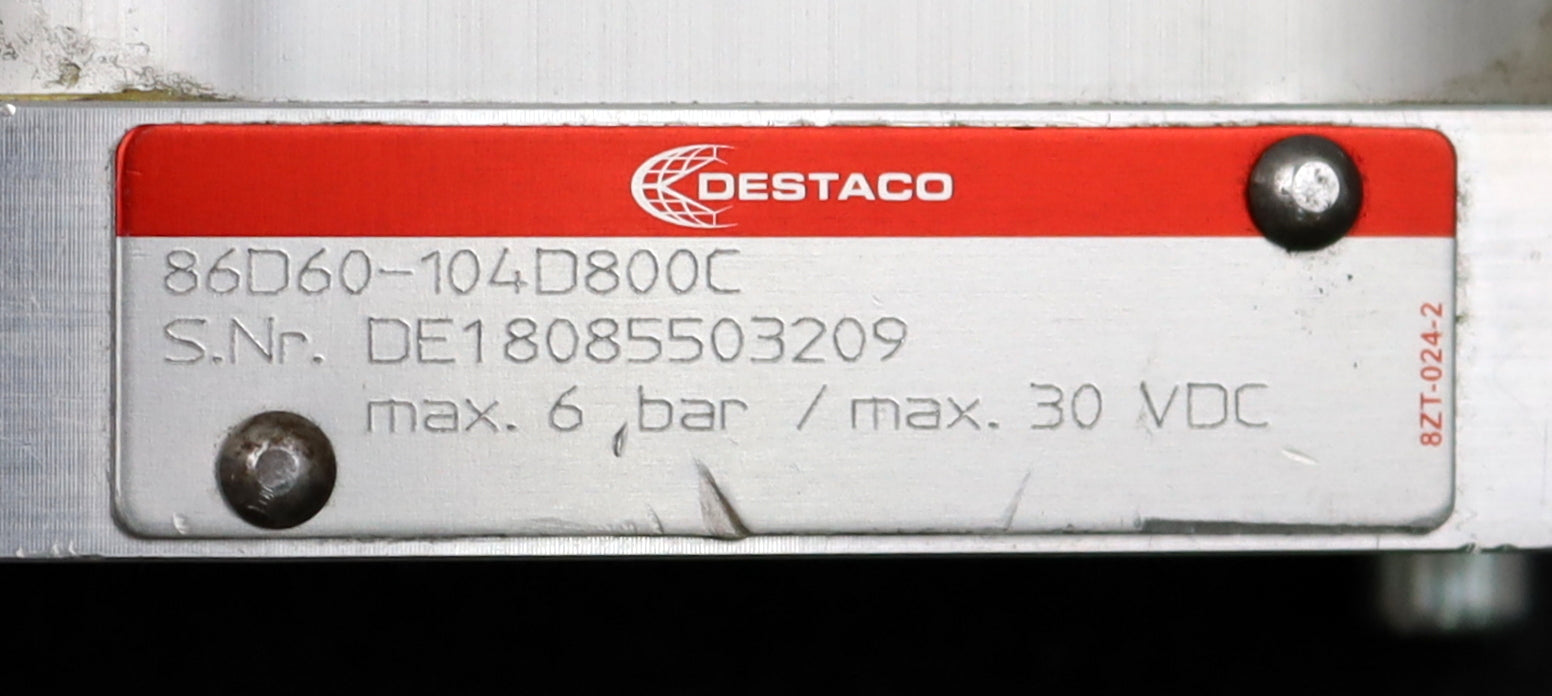 DESTACO
86D60-104D800C
S.Nr. DE18085503209
max. 6 bar / max. 30 VDC
8ZT-024-2